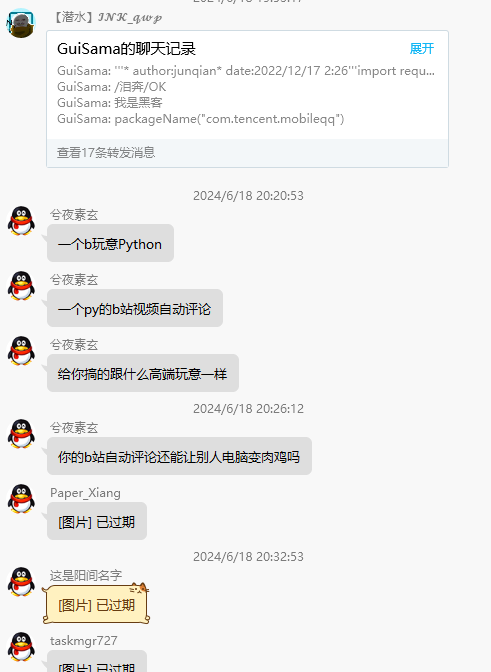 【潜水】𝓘𝓝𝓚_𝓺𝔀𝓹
GuiSama的聊天记录 展开
GuiSama: '''* author:junqian* date:2022/12/17 2:26'''import requ...
GuiSama: /泪奔/OK
GuiSama: 我是黑客
GuiSama: packageName("com.tencent.mobileqq")
查看17条转发消息
2024/6/18 20:20:53
兮夜素玄
一个b玩意Python
兮夜素玄
一个py的b站视频自动评论
兮夜素玄
给你搞的跟什么高端玩意一样
2024/6/18 20:26:12
兮夜素玄
你的b站自动评论还能让别人电脑变肉鸡吗
Paper_Xiang
[图片] 已过期
2024/6/18 20:32:53
这是阳间名字
[图片] 已过期
taskmgr727
[图片] 已过期